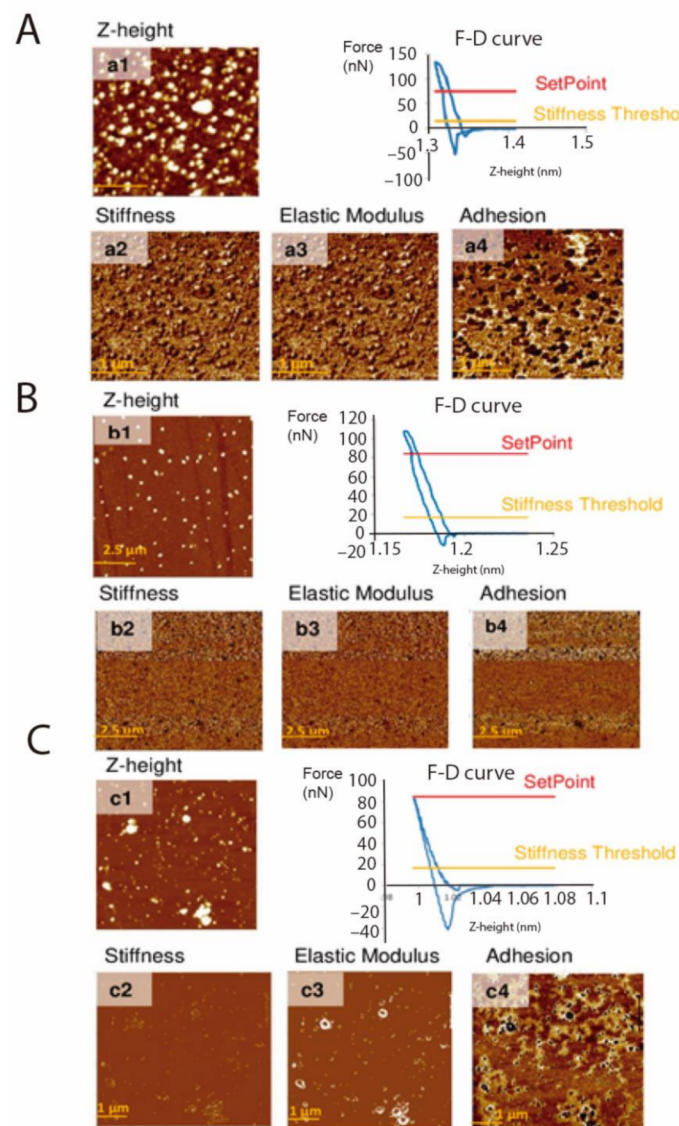 A
Z-height
a1
Force
(nN)
F-D curve
150
100
50
0
−50
−100
SetPoint
Stiffness Thresho
1.3 1.4 1.5
Z-height (nm)
Stiffness Elastic Modulus Adhesion
a2 a3 a4
1 μm 1 μm 1 μm
B
Z-height
b1
2.5 μm
Force
(nN)
F-D curve
120
100
80
60
40
20
0
−20
SetPoint
Stiffness Threshold
1.15 1.2 1.25
Z-height (nm)
Stiffness Elastic Modulus Adhesion
b2 b3 b4
2.5 μm 2.5 μm 2.5 μm
C
Z-height
c1
Force
(nN)
F-D curve
100
80
60
40
20
0
−20
−40
SetPoint
Stiffness Threshold
.98 1 1.02 1.04 1.06 1.08 1.1
Z-height (nm)
Stiffness Elastic Modulus Adhesion
c2 c3 c4
1 μm 1 μm 1 μm